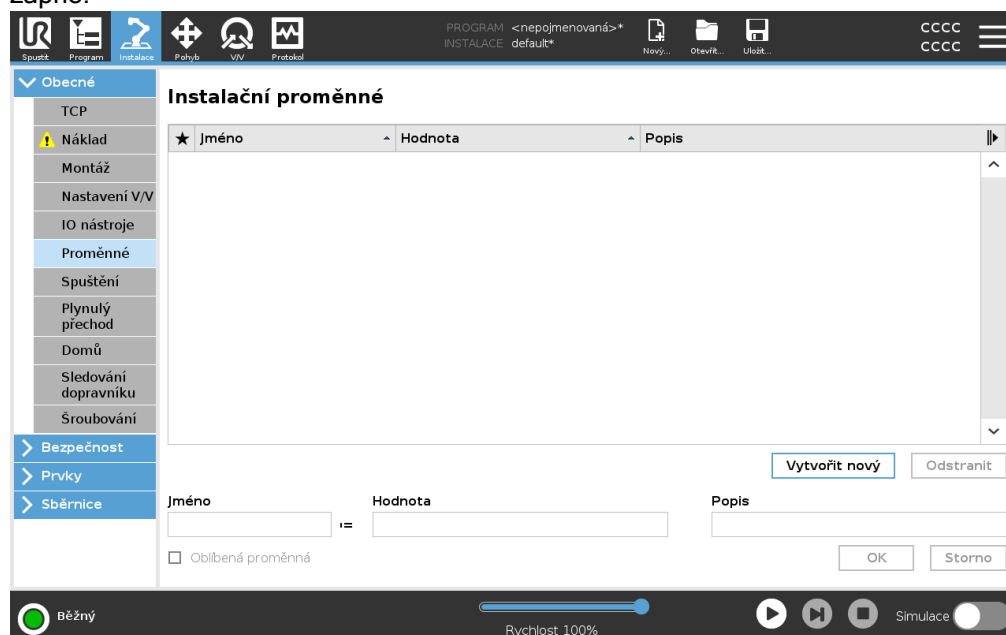 zapne.
PROGRAM <nepojmenovaná>*
INSTALACE default*
Spustit Program Instalace Pohyb V/V Protokol Nový... Otevřít... Uložit...
CCCC
CCCC
Obecné
TCP
Náklad
Montáž
Nastavení V/V
IO nástroje
Proměnné
Spuštění
Plynulý
přechod
Domů
Sledování
dopravníku
Šroubování
Bezpečnost
Prvky
Sběrnice
Instalační proměnné
Jméno Hodnota Popis
Vytvořit nový Odstranit
Jméno Hodnota Popis
:=
Oblíbená proměnná OK Storno
Běžný Rychlost 100% Simulace